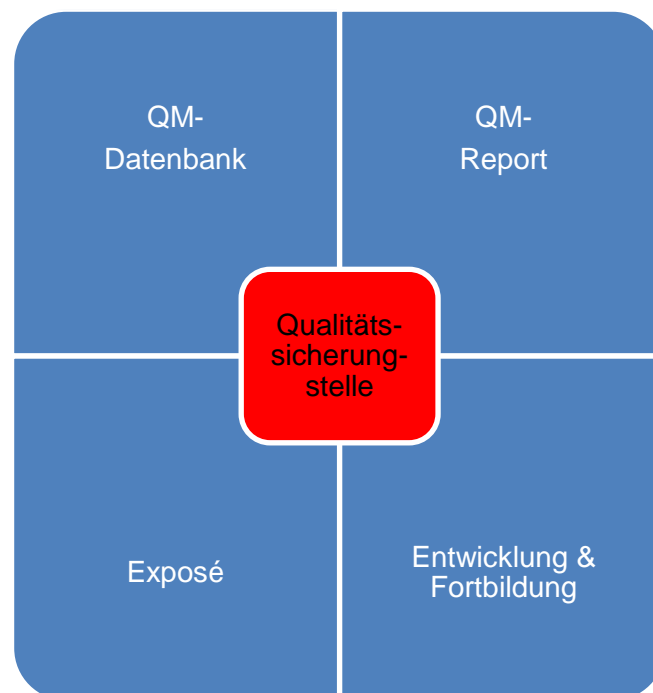 QM-
Datenbank
QM-
Report
Qualitäts-
sicherung-
stelle
Exposé
Entwicklung &
Fortbildung